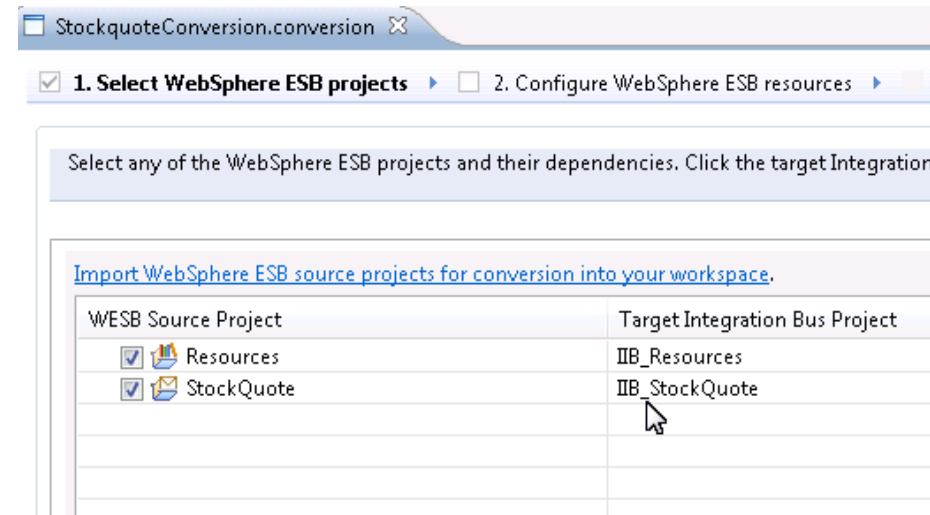 StockquoteConversion.conversion
1. Select WebSphere ESB projects 2. Configure WebSphere ESB resources
Select any of the WebSphere ESB projects and their dependencies. Click the target Integration
Import WebSphere ESB source projects for conversion into your workspace.
WESB Source Project Target Integration Bus Project
Resources IIB_Resources
StockQuote IIB_StockQuote